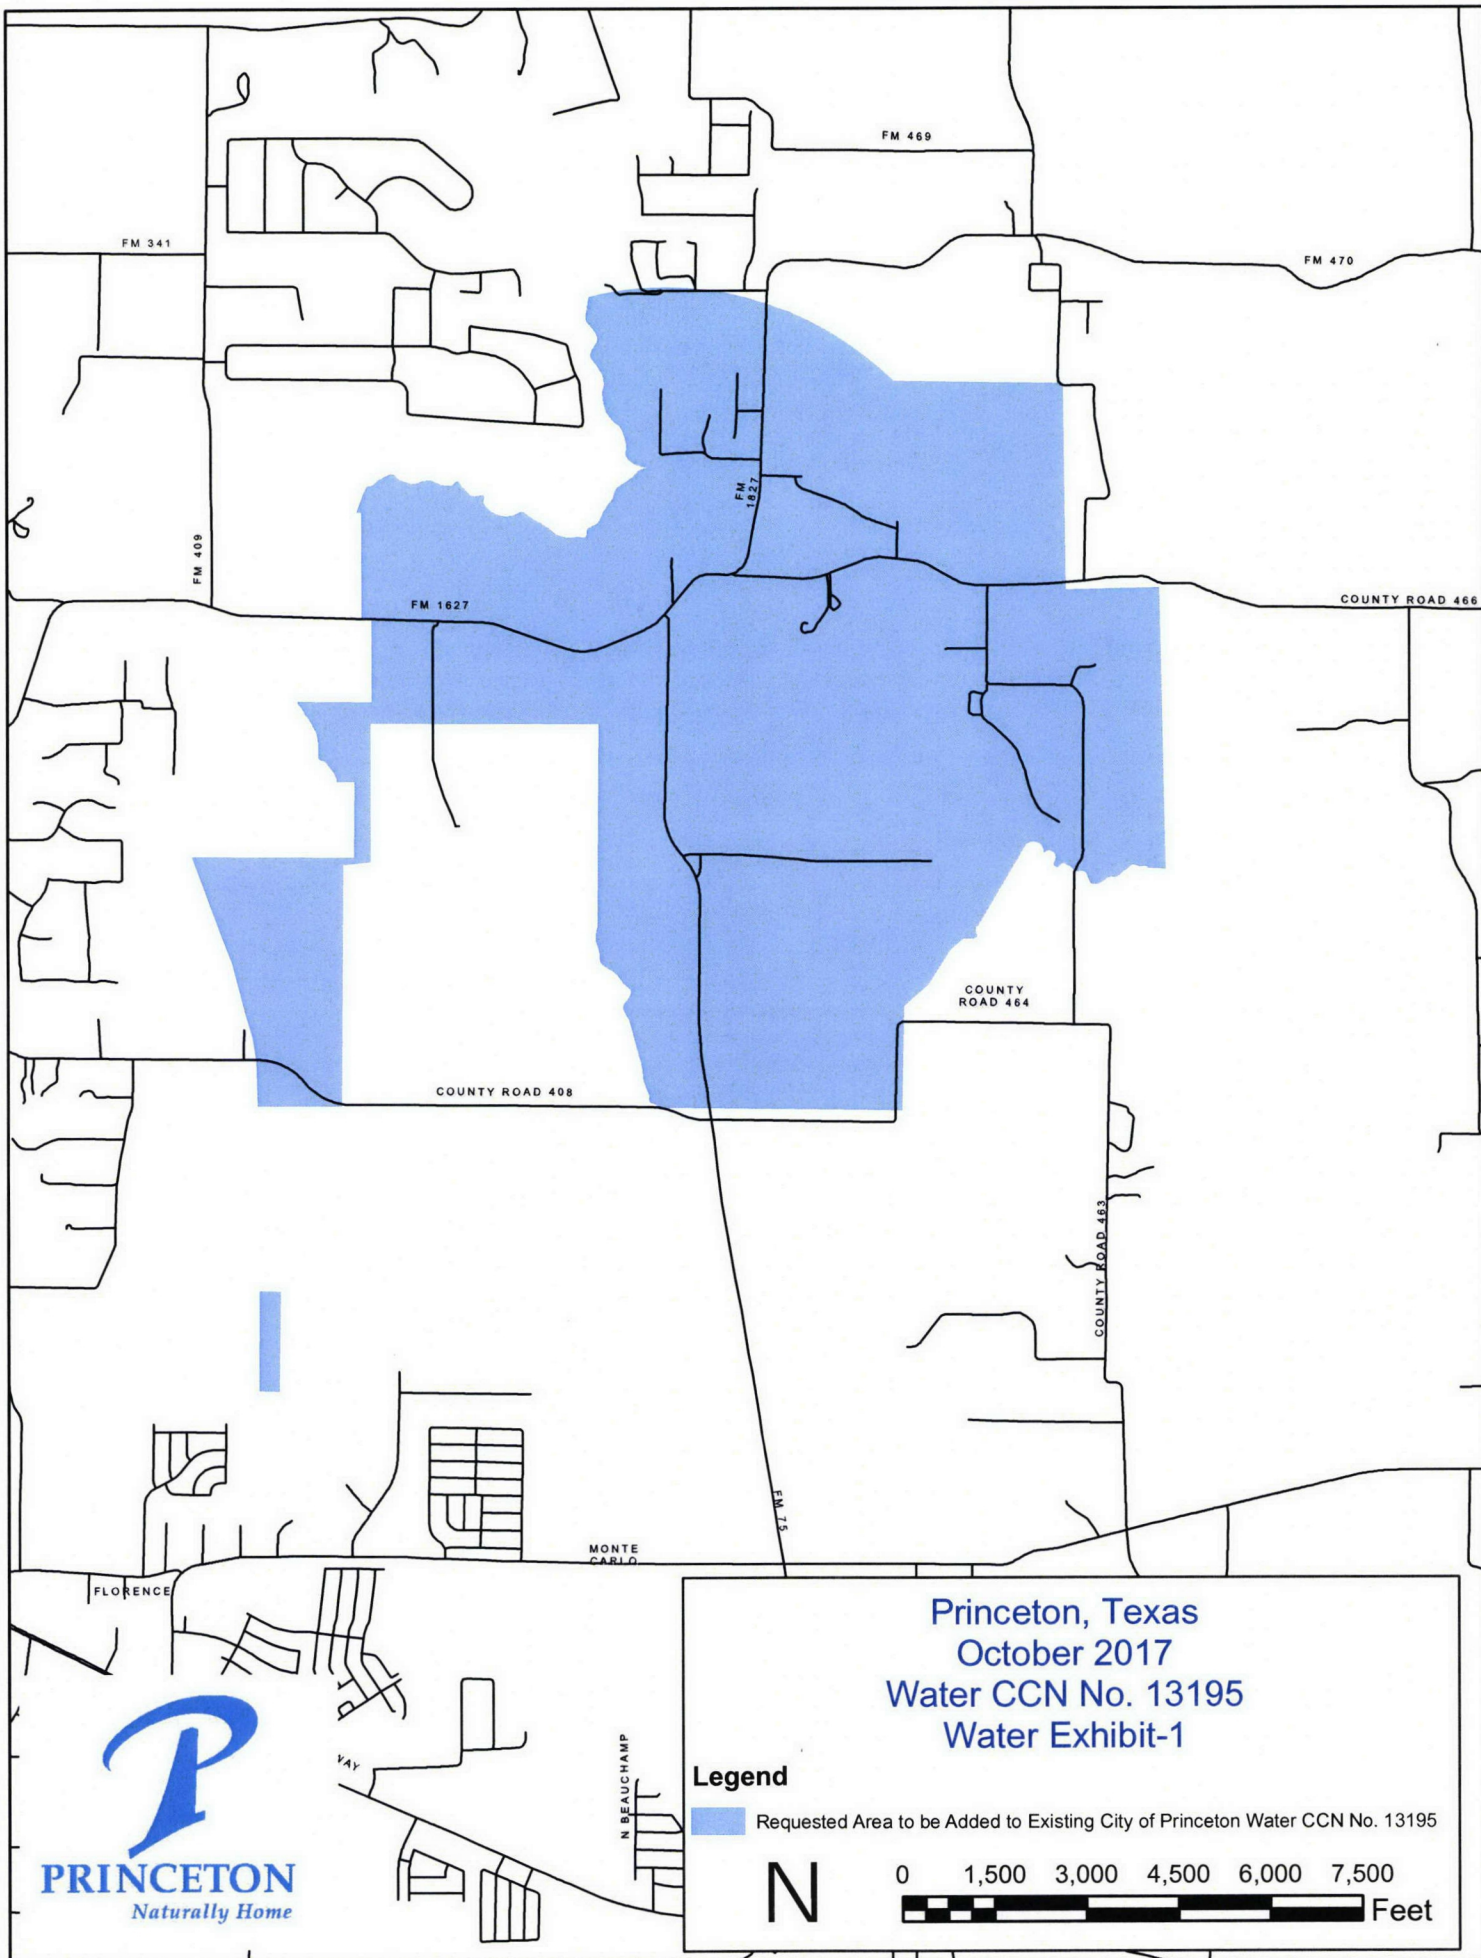 FM 469
FM 341
FM 470
FM
1827
FM 409
FM 1627
COUNTY ROAD 466
COUNTY
ROAD 464
COUNTY ROAD 408
COUNTY ROAD 463
FM 75
MONTE
CARLO
FLORENCE
Princeton, Texas
October 2017
Water CCN No. 13195
Water Exhibit-1
Legend
Requested Area to be Added to Existing City of Princeton Water CCN No. 13195
N
0 1,500 3,000 4,500 6,000 7,500
Feet
N BEAUCHAMP
P
PRINCETON
Naturally Home